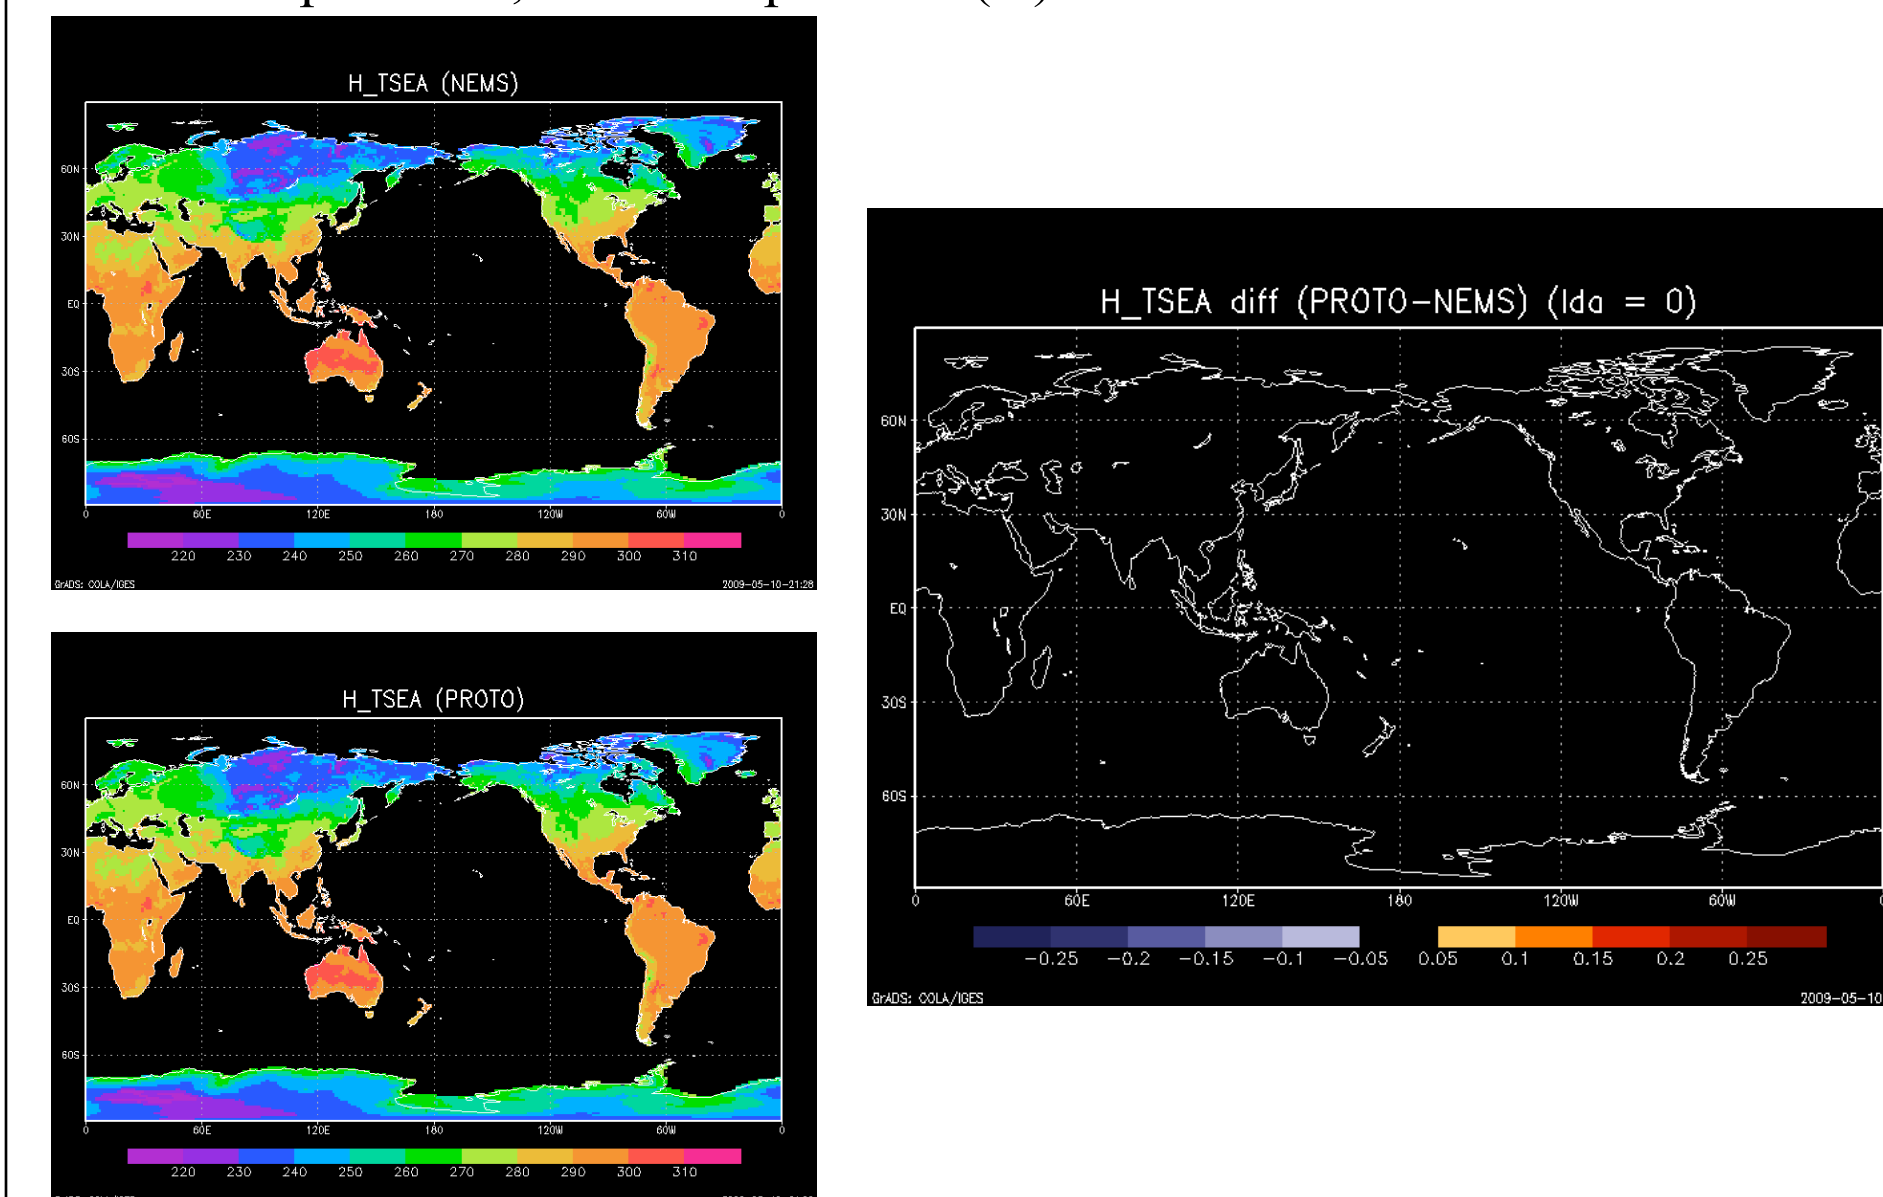 H_TSEA (NEMS)
60N
30N
EQ
30S
60S
0 60E 120E 180 120W 60W 0
220 230 240 250 260 270 280 290 300 310
GrADS: COLA/IGES 2009-05-10-21:28
H_TSEA diff (PROTO-NEMS) (lda = 0)
60N
30N
EQ
30S
60S
0 60E 120E 180 120W 60W
-0.25 -0.2 -0.15 -0.1 -0.05 0.05 0.1 0.15 0.2 0.25
GrADS: COLA/IGES 2009-05-10
H_TSEA (PROTO)
60N
30N
EQ
30S
60S
0 60E 120E 180 120W 60W 0
220 230 240 250 260 270 280 290 300 310